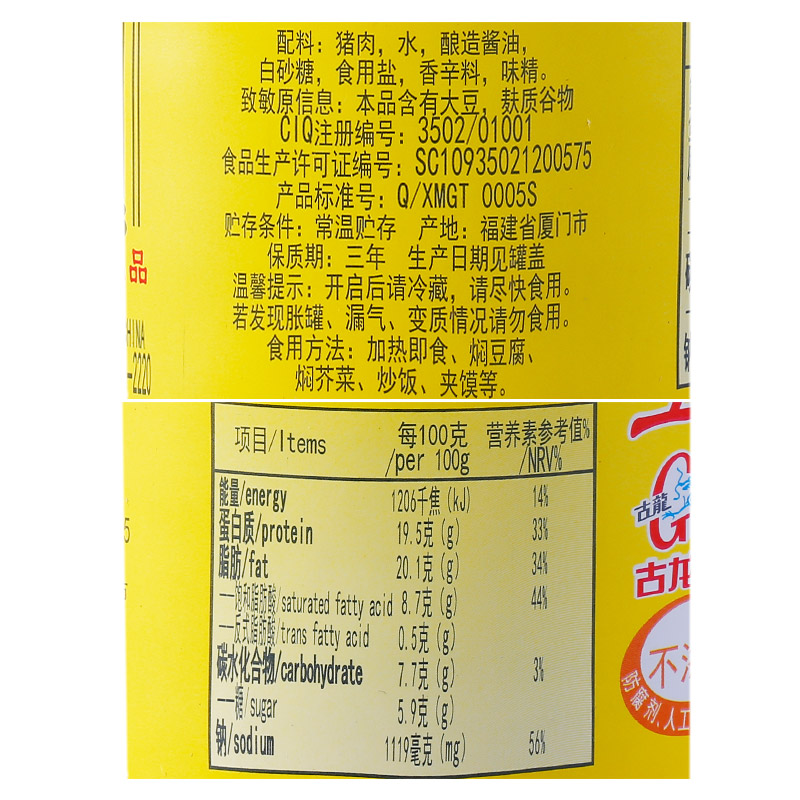 配料：猪肉，水，酿造酱油，
白砂糖，食用盐，香辛料，味精。
致敏原信息：本品含有大豆，麸质谷物
CIQ注册编号：3502/01001
食品生产许可证编号：SC10935021200575
产品标准号：Q/XMGT 0005S
贮存条件：常温贮存 产地：福建省厦门市
保质期：三年 生产日期见罐盖
温馨提示：开启后请冷藏，请尽快食用。
若发现胀罐、漏气、变质情况请勿食用。
食用方法：加热即食、焖豆腐、
焖芥菜、炒饭、夹馍等。
品
HINA
-2220
项目/Items 每100克/per 100g 营养素参考值%/NRV%
能量/energy 1206千焦(kJ) 14%
蛋白质/protein 19.5克(g) 33%
脂肪/fat 20.1克(g) 34%
——饱和脂肪酸/saturated fatty acid 8.7克(g) 44%
——反式脂肪酸/trans fatty acid 0.5克(g)
碳水化合物/carbohydrate 7.7克(g) 3%
——糖/sugar 5.9克(g)
钠/sodium 1119毫克(mg) 56%
古龍
G
古龙
不
防腐剂、人工